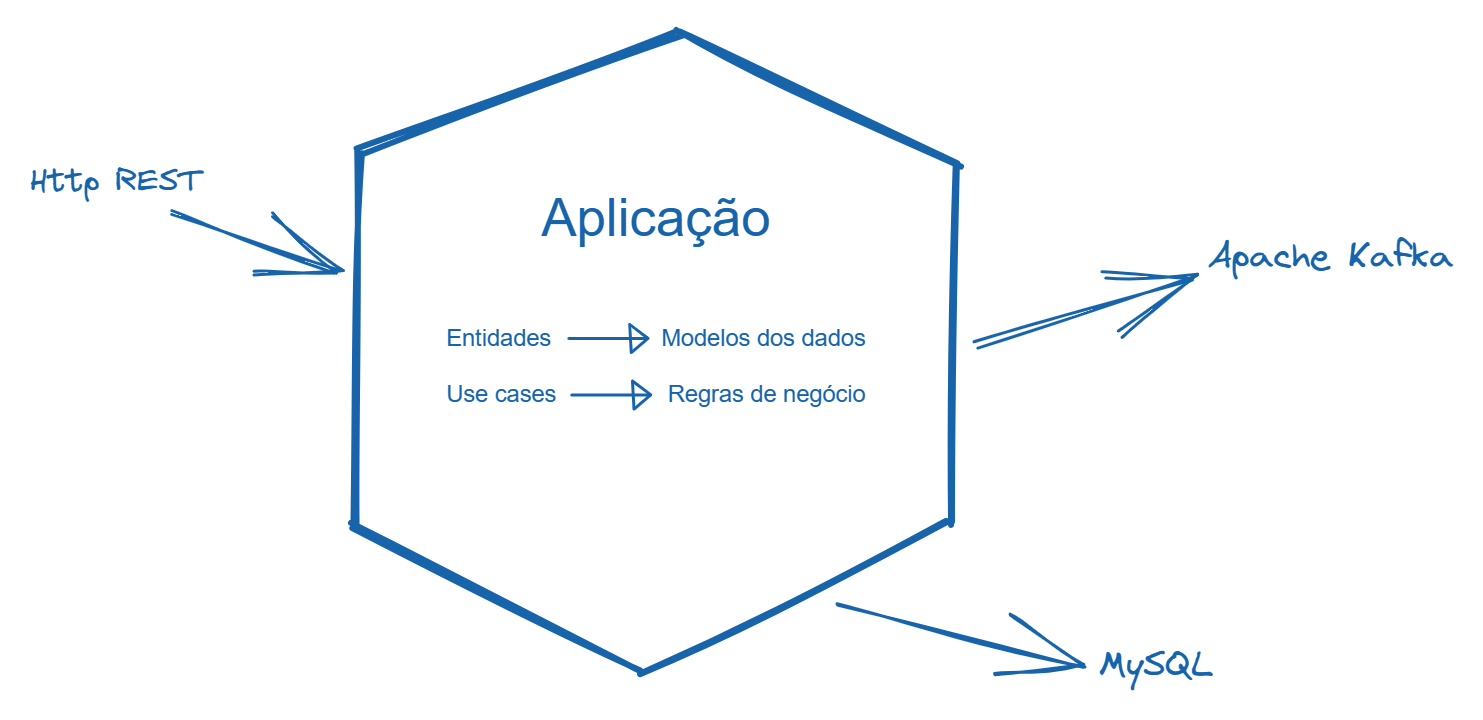 Http REST
Aplicação
Apache Kafka
Entidades Modelos dos dados
Use cases Regras de negócio
MySQL